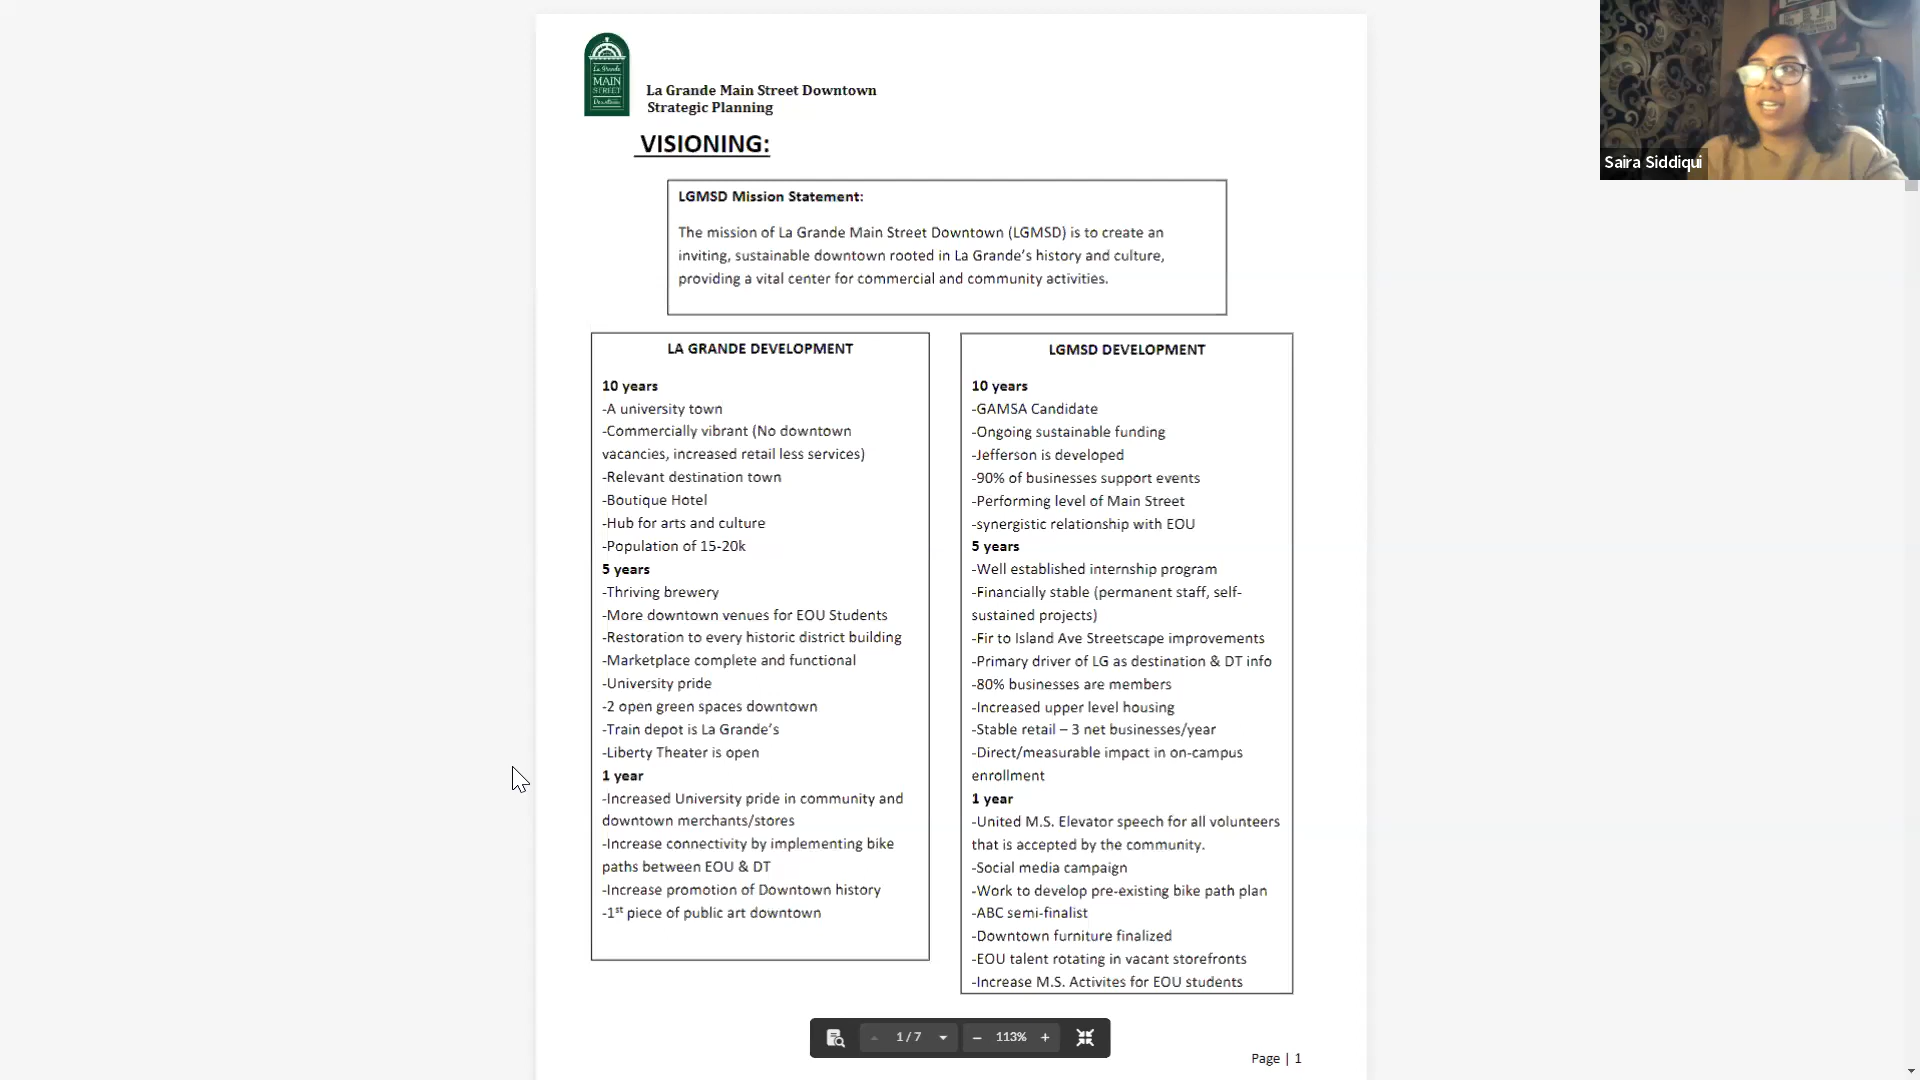 La Grande
MAIN
STREET
Downtown
La Grande Main Street Downtown
Strategic Planning
VISIONING:
LGMSD Mission Statement:
The mission of La Grande Main Street Downtown (LGMSD) is to create an
inviting, sustainable downtown rooted in La Grande's history and culture,
providing a vital center for commercial and community activities.
LA GRANDE DEVELOPMENT
10 years
-A university town
-Commercially vibrant (No downtown
vacancies, increased retail less services)
-Relevant destination town
-Boutique Hotel
-Hub for arts and culture
-Population of 15-20k
5 years
-Thriving brewery
-More downtown venues for EOU Students
-Restoration to every historic district building
-Marketplace complete and functional
-University pride
-2 open green spaces downtown
-Train depot is La Grande's
-Liberty Theater is open
1 year
-Increased University pride in community and
downtown merchants/stores
-Increase connectivity by implementing bike
paths between EOU & DT
-Increase promotion of Downtown history
-1st piece of public art downtown
LGMSD DEVELOPMENT
10 years
-GAMSA Candidate
-Ongoing sustainable funding
-Jefferson is developed
-90% of businesses support events
-Performing level of Main Street
-synergistic relationship with EOU
5 years
-Well established internship program
-Financially stable (permanent staff, self-
sustained projects)
-Fir to Island Ave Streetscape improvements
-Primary driver of LG as destination & DT info
-80% businesses are members
-Increased upper level housing
-Stable retail – 3 net businesses/year
-Direct/measurable impact in on-campus
enrollment
1 year
-United M.S. Elevator speech for all volunteers
that is accepted by the community.
-Social media campaign
-Work to develop pre-existing bike path plan
-ABC semi-finalist
-Downtown furniture finalized
-EOU talent rotating in vacant storefronts
-Increase M.S. Activites for EOU students
Page | 1
1 / 7
113%
Saira Siddiqui